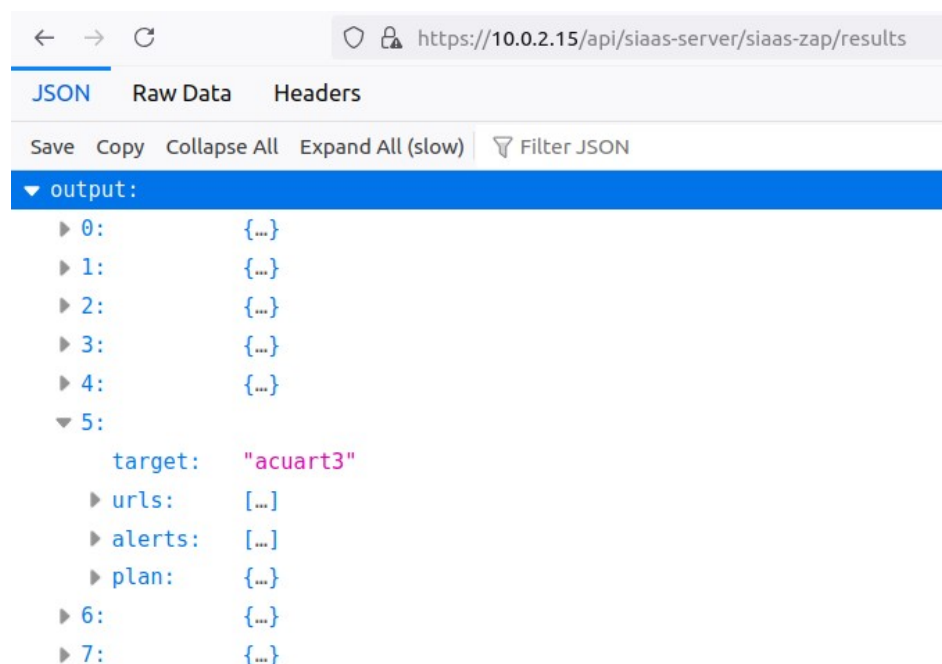 https://10.0.2.15/api/siaas-server/siaas-zap/results
JSON Raw Data Headers
Save Copy Collapse All Expand All (slow) Filter JSON
output:
0: {…}
1: {…}
2: {…}
3: {…}
4: {…}
5:
target: "acuart3"
urls: […]
alerts: […]
plan: {…}
6: {…}
7: {…}